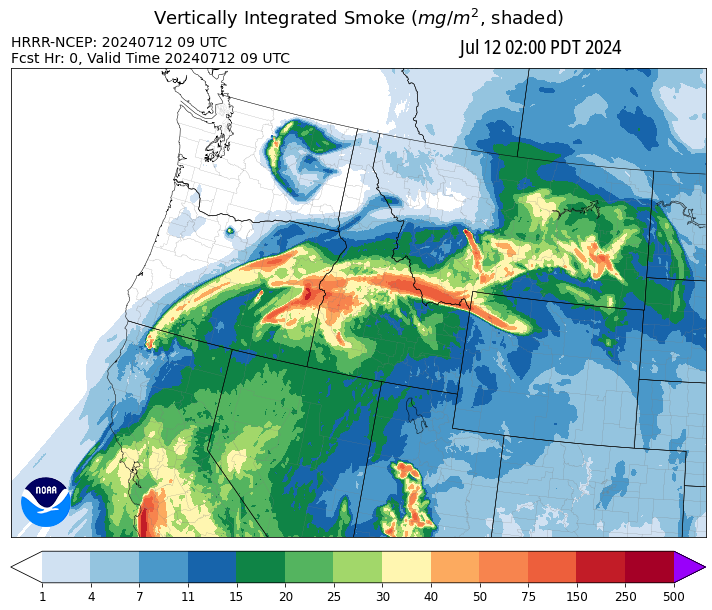 Vertically Integrated Smoke (mg/m², shaded)
HRRR-NCEP: 20240712 09 UTC
Fcst Hr: 0, Valid Time 20240712 09 UTC
Jul 12 02:00 PDT 2024
NOAA
1 4 7 11 15 20 25 30 40 50 75 150 250 500